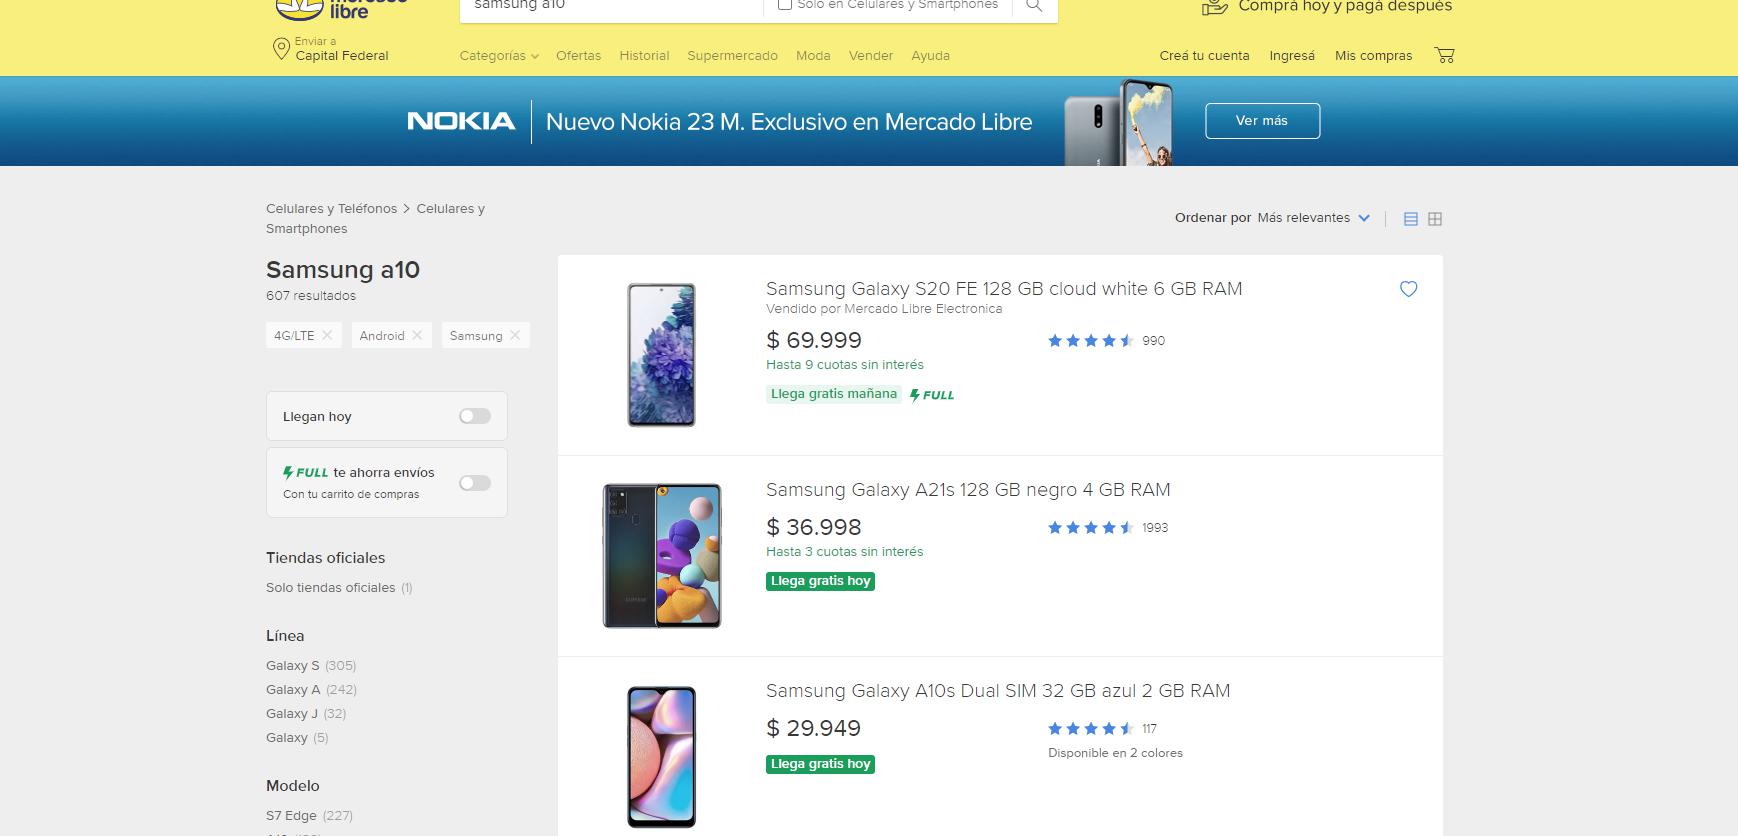 libre
samsung a10
Solo en Celulares y Smartphones
Comprá hoy y pagá después
Enviar a
Capital Federal
Categorías
Ofertas
Historial
Supermercado
Moda
Vender
Ayuda
Creá tu cuenta
Ingresá
Mis compras
NOKIA
Nuevo Nokia 23 M. Exclusivo en Mercado Libre
Ver más
Celulares y Teléfonos > Celulares y
Smartphones
Samsung a10
607 resultados
4G/LTE
Android
Samsung
Ordenar por Más relevantes
Llegan hoy
FULL te ahorra envíos
Con tu carrito de compras
Tiendas oficiales
Solo tiendas oficiales (1)
Línea
Galaxy S (305)
Galaxy A (242)
Galaxy J (32)
Galaxy (5)
Modelo
S7 Edge (227)
Samsung Galaxy S20 FE 128 GB cloud white 6 GB RAM
Vendido por Mercado Libre Electronica
$ 69.999
990
Hasta 9 cuotas sin interés
Llega gratis mañana FULL
Samsung Galaxy A21s 128 GB negro 4 GB RAM
$ 36.998
1993
Hasta 3 cuotas sin interés
Llega gratis hoy
Samsung Galaxy A10s Dual SIM 32 GB azul 2 GB RAM
$ 29.949
117
Disponible en 2 colores
Llega gratis hoy